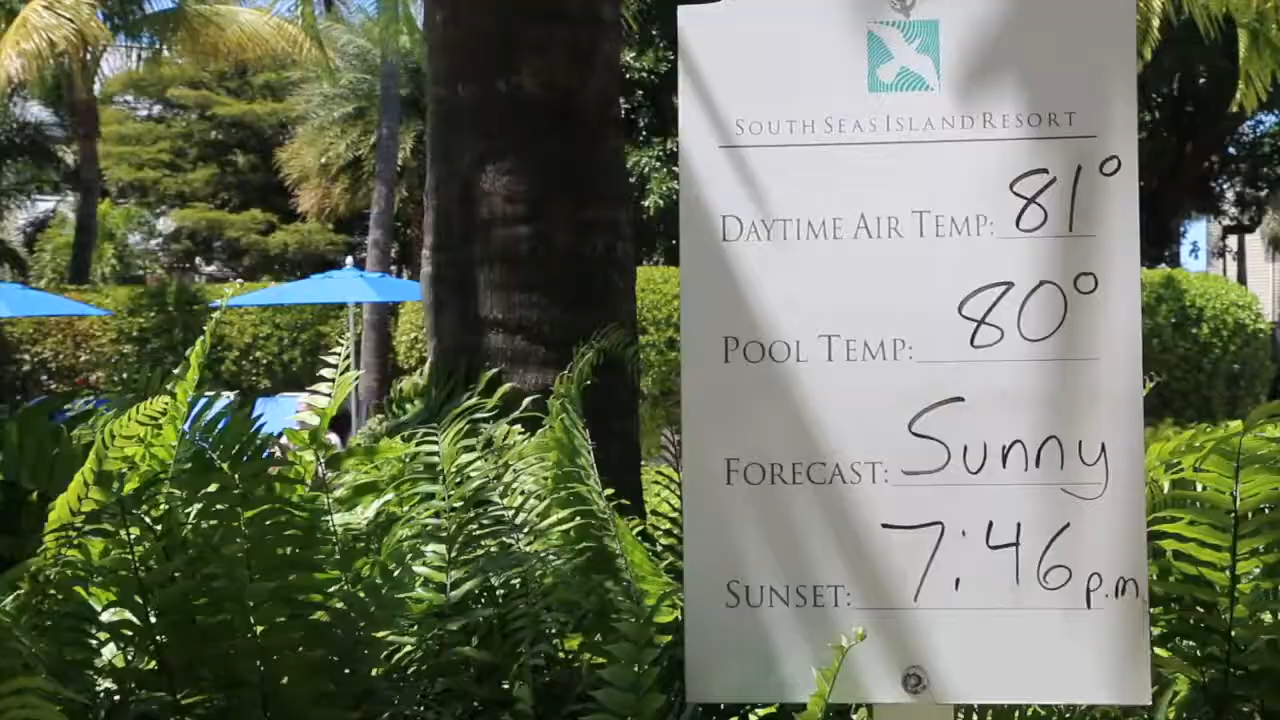 SOUTH SEAS ISLAND RESORT
DAYTIME AIR TEMP: 81°
POOL TEMP: 80°
FORECAST: Sunny
SUNSET: 7:46 p.m.